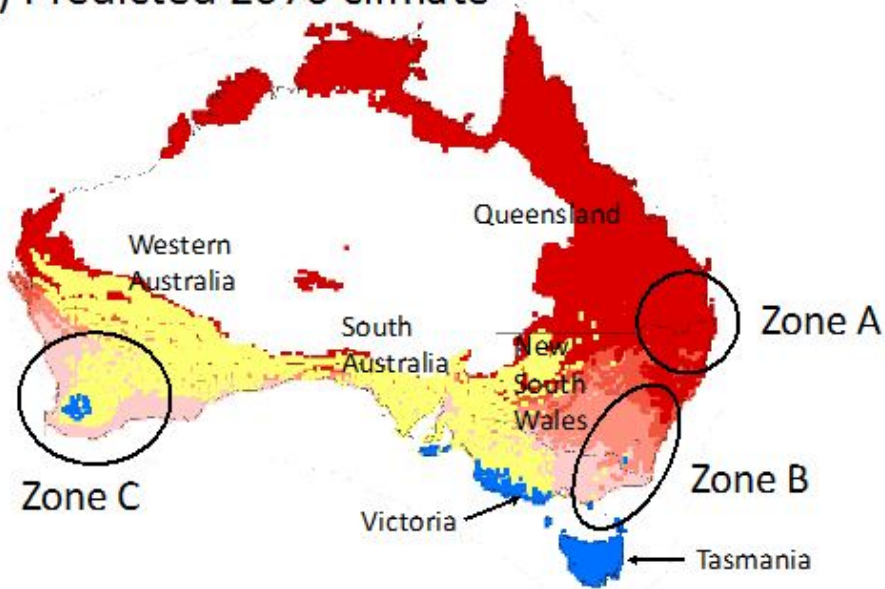 ) Predicted 2070 climate
Queensland
Western
Australia
Zone A
South
Australia
New
South
Wales
Zone B
Zone C
Victoria
Tasmania